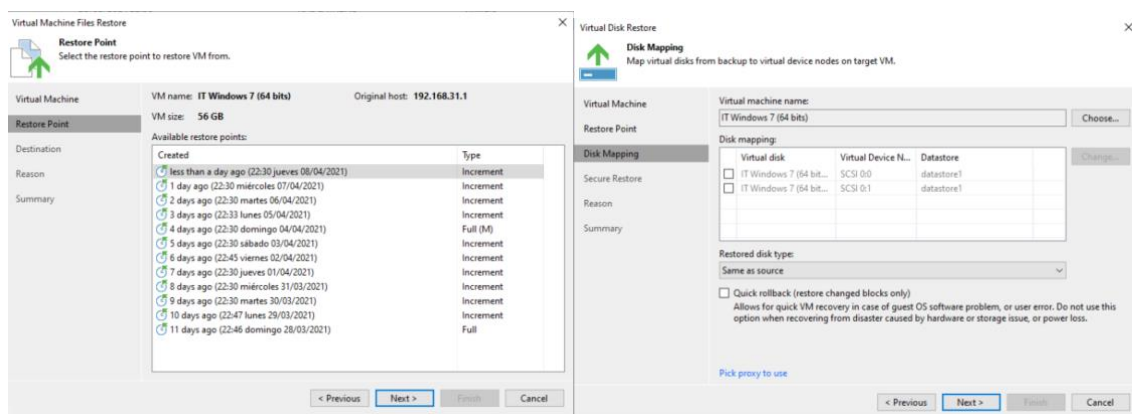 Virtual Machine Files Restore
Restore Point
Select the restore point to restore VM from.
Virtual Machine
Restore Point
Destination
Reason
Summary
VM name: IT Windows 7 (64 bits) Original host: 192.168.31.1
VM size: 56 GB
Available restore points:
Created Type
less than a day ago (22:30 jueves 08/04/2021) Increment
1 day ago (22:30 miércoles 07/04/2021) Increment
2 days ago (22:30 martes 06/04/2021) Increment
3 days ago (22:33 lunes 05/04/2021) Increment
4 days ago (22:30 domingo 04/04/2021) Full (M)
5 days ago (22:30 sábado 03/04/2021) Increment
6 days ago (22:45 viernes 02/04/2021) Increment
7 days ago (22:30 jueves 01/04/2021) Increment
8 days ago (22:30 miércoles 31/03/2021) Increment
9 days ago (22:30 martes 30/03/2021) Increment
10 days ago (22:47 lunes 29/03/2021) Increment
11 days ago (22:46 domingo 28/03/2021) Full
< Previous Next > Finish Cancel
Virtual Disk Restore
Disk Mapping
Map virtual disks from backup to virtual device nodes on target VM.
Virtual Machine
Restore Point
Disk Mapping
Secure Restore
Reason
Summary
Virtual machine name:
IT Windows 7 (64 bits) Choose...
Disk mapping:
Virtual disk Virtual Device N... Datastore Change...
IT Windows 7 (64 bit... SCSI 0:0 datastore1
IT Windows 7 (64 bit... SCSI 0:1 datastore1
Restored disk type:
Same as source
Quick rollback (restore changed blocks only)
Allows for quick VM recovery in case of guest OS software problem, or user error. Do not use this
option when recovering from disaster caused by hardware or storage issue, or power loss.
Pick proxy to use
< Previous Next > Finish Cancel